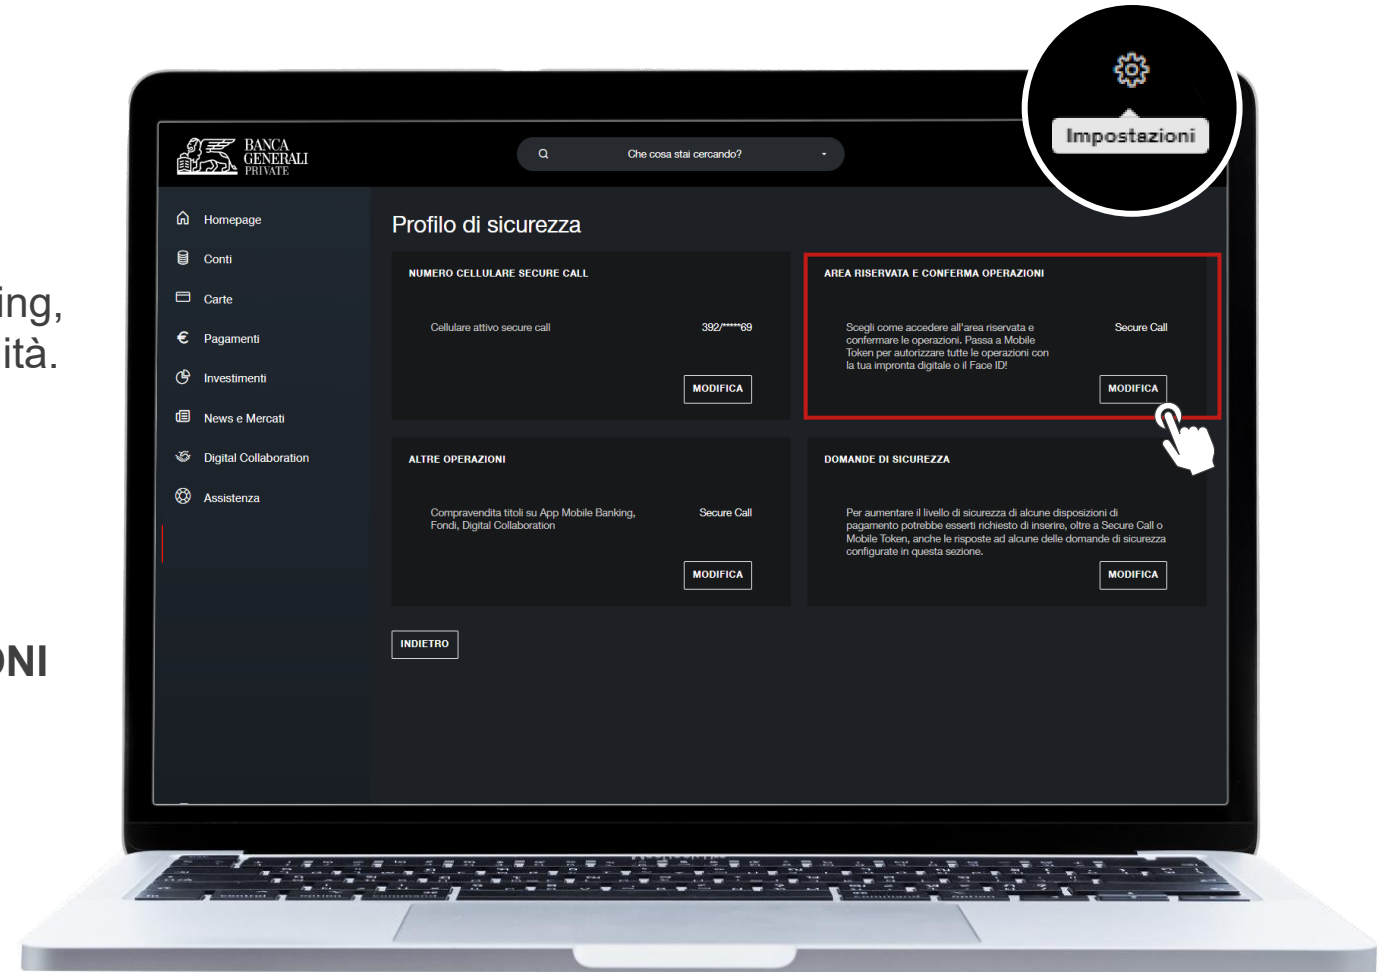 Impostazioni
BANCA
GENERALI
PRIVATE
Che cosa stai cercando?
Homepage
Conti
Carte
Pagamenti
Investimenti
News e Mercati
Digital Collaboration
Assistenza
Profilo di sicurezza
NUMERO CELLULARE SECURE CALL
Cellulare attivo secure call
392/*****69
MODIFICA
AREA RISERVATA E CONFERMA OPERAZIONI
Scegli come accedere all'area riservata e
confermare le operazioni. Passa a Mobile
Token per autorizzare tutte le operazioni con
la tua impronta digitale o il Face ID!
Secure Call
MODIFICA
ALTRE OPERAZIONI
Compravendita titoli su App Mobile Banking,
Fondi, Digital Collaboration
Secure Call
MODIFICA
DOMANDE DI SICUREZZA
Per aumentare il livello di sicurezza di alcune disposizioni di
pagamento potrebbe esserti richiesto di inserire, oltre a Secure Call o
Mobile Token, anche le risposte ad alcune delle domande di sicurezza
configurate in questa sezione.
MODIFICA
INDIETRO
ing,
ità.
ONI
control option command
command option